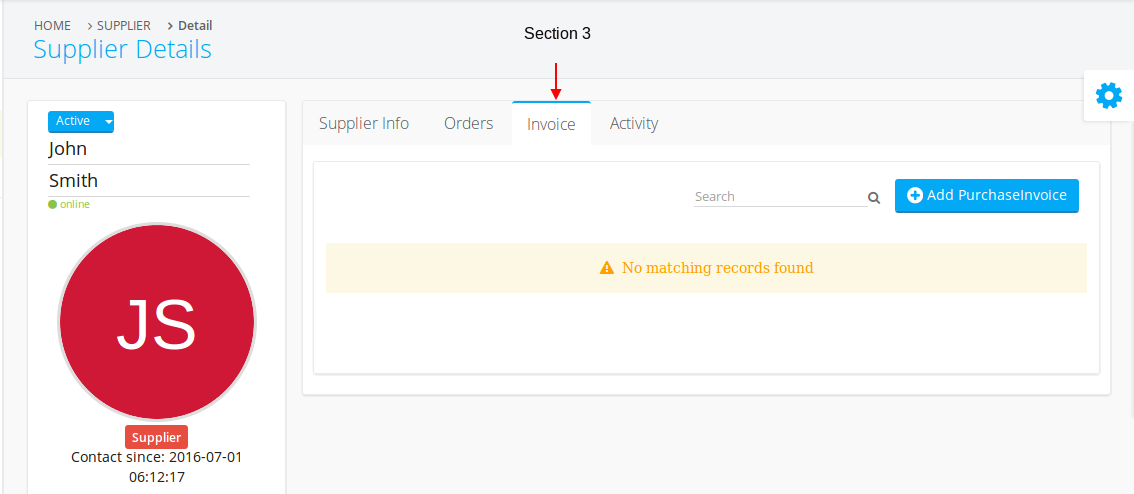 HOME > SUPPLIER > Detail
Supplier Details
Section 3
Active
John
Smith
online
JS
Supplier
Contact since: 2016-07-01
06:12:17
Supplier Info Orders Invoice Activity
Search
Add PurchaseInvoice
No matching records found